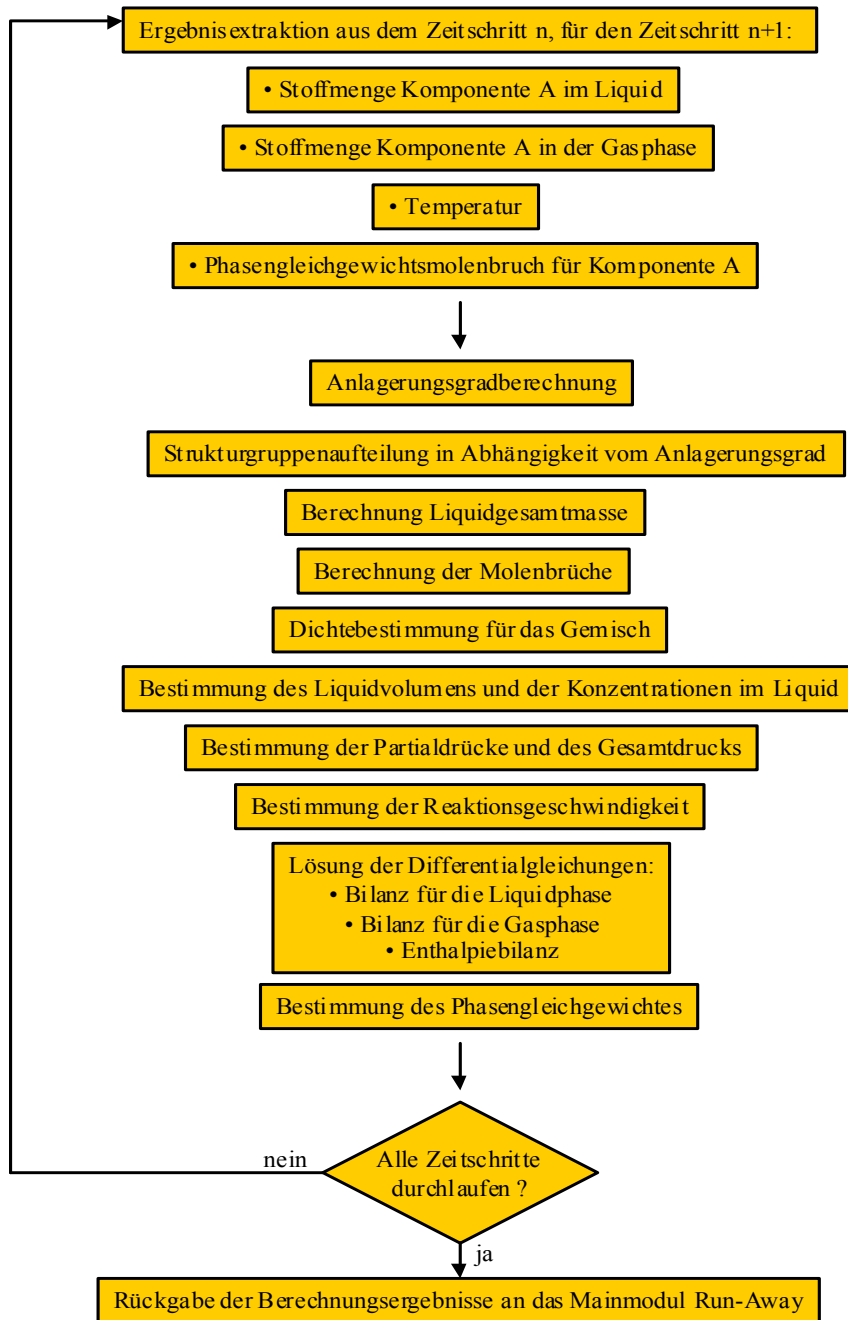 Ergebnisextraktion aus dem Zeitschritt n, für den Zeitschritt n+1:
• Stoffmenge Komponente A im Liquid
• Stoffmenge Komponente A in der Gasphase
• Temperatur
• Phasengleichgewichtsmolenbruch für Komponente A
Anlagerungsgradberechnung
Strukturgruppenaufteilung in Abhängigkeit vom Anlagerungsgrad
Berechnung Liquidgesamtmasse
Berechnung der Molenbrüche
Dichtebestimmung für das Gemisch
Bestimmung des Liquidvolumens und der Konzentrationen im Liquid
Bestimmung der Partialdrücke und des Gesamtdrucks
Bestimmung der Reaktionsgeschwindigkeit
Lösung der Differentialgleichungen:
• Bilanz für die Liquidphase
• Bilanz für die Gasphase
• Enthalpiebilanz
Bestimmung des Phasengleichgewichtes
nein
Alle Zeitschritte
durchlaufen ?
ja
Rückgabe der Berechnungsergebnisse an das Mainmodul Run-Away